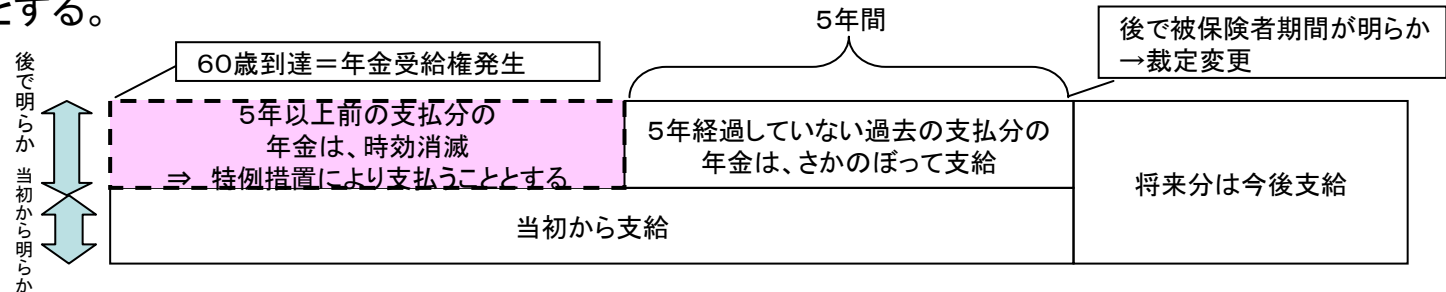 とする。
5年間
後で被保険者期間が明らか
→裁定変更
60歳到達＝年金受給権発生
後で明らか
当初から明らか
5年以上前の支払分の
年金は、時効消滅
⇒ 特例措置により支払うこととする
5年経過していない過去の支払分の
年金は、さかのぼって支給
将来分は今後支給
当初から支給